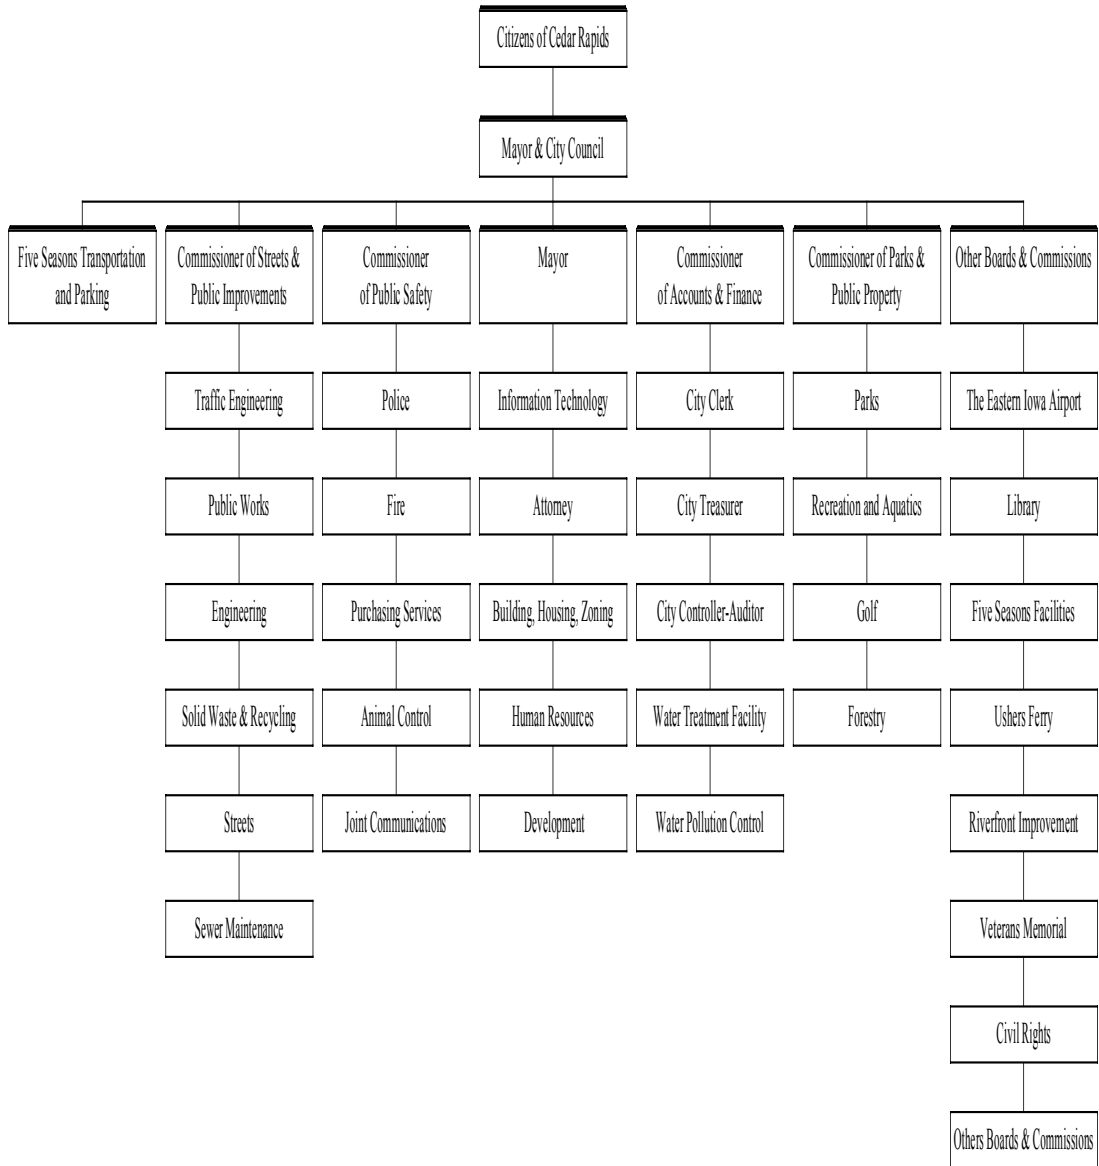 Citizens of Cedar Rapids
Mayor & City Council
Five Seasons Transportation
and Parking
Commissioner of Streets &
Public Improvements
Commissioner
of Public Safety
Mayor
Commissioner
of Accounts & Finance
Commissioner of Parks &
Public Property
Other Boards & Commissions
Traffic Engineering
Police
Information Technology
City Clerk
Parks
The Eastern Iowa Airport
Public Works
Fire
Attorney
City Treasurer
Recreation and Aquatics
Library
Engineering
Purchasing Services
Building, Housing, Zoning
City Controller-Auditor
Golf
Five Seasons Facilities
Solid Waste & Recycling
Animal Control
Human Resources
Water Treatment Facility
Forestry
Ushers Ferry
Streets
Joint Communications
Development
Water Pollution Control
Riverfront Improvement
Sewer Maintenance
Veterans Memorial
Civil Rights
Others Boards & Commissions